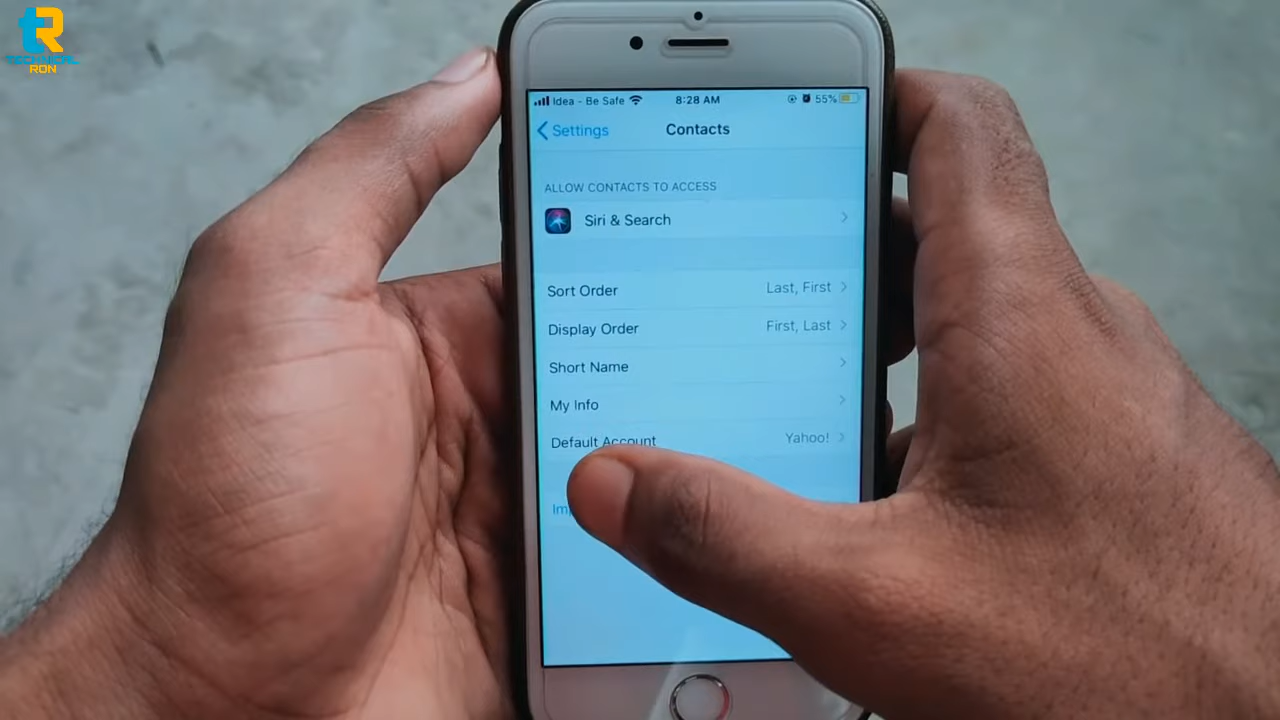 tR
TECHNICAL
RON
Idea - Be Safe 8:28 AM 55%
Settings Contacts
ALLOW CONTACTS TO ACCESS
Siri & Search
Sort Order Last, First
Display Order First, Last
Short Name
My Info
Default Account Yahoo!